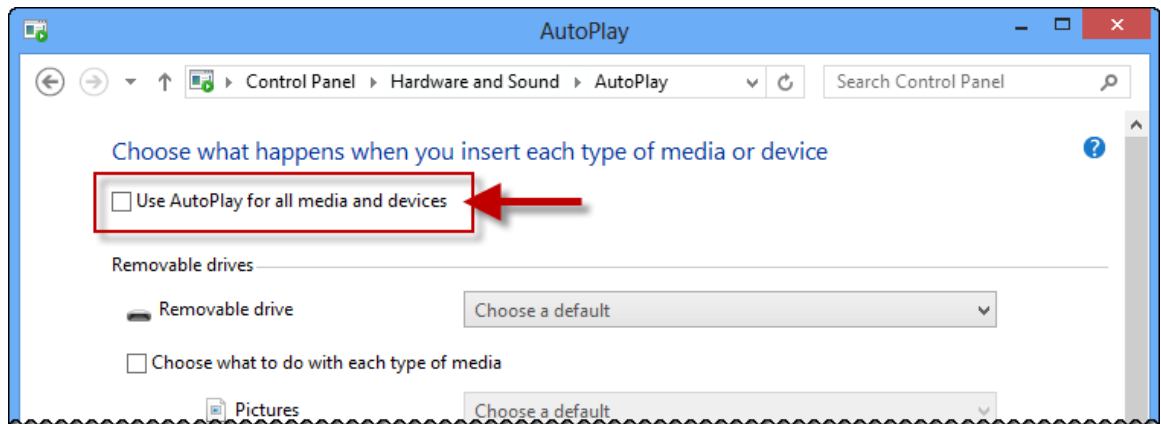 AutoPlay
Control Panel Hardware and Sound AutoPlay Search Control Panel
Choose what happens when you insert each type of media or device
Use AutoPlay for all media and devices
Removable drives
Removable drive Choose a default
Choose what to do with each type of media
Pictures Choose a default